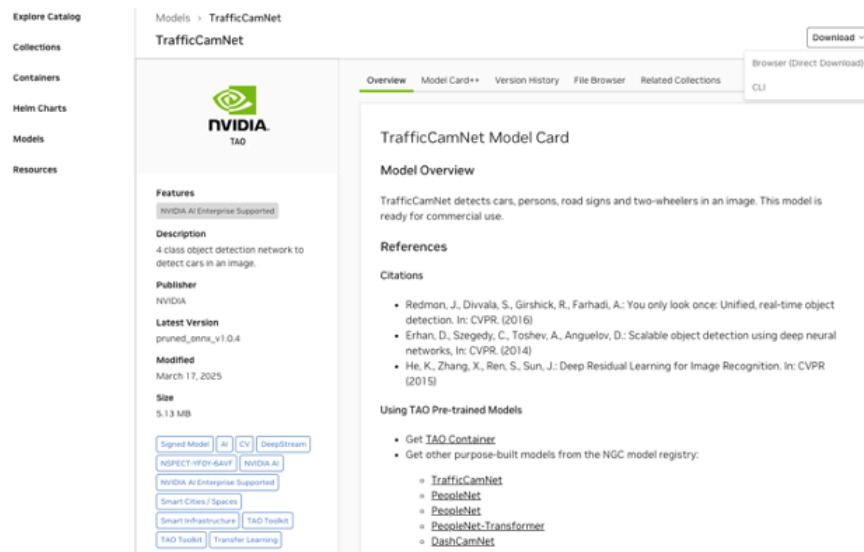 Explore Catalog
Collections
Containers
Helm Charts
Models
Resources
Models > TrafficCamNet
TrafficCamNet
Download
Browser (Direct Download)
CLI
NVIDIA.
TAO
Features
NVIDIA AI Enterprise Supported
Description
4 class object detection network to
detect cars in an image.
Publisher
NVIDIA
Latest Version
pruned_onnx_v1.0.4
Modified
March 17, 2025
Size
5.13 MB
Signed Model AI CV DeepStream
NSPECT-YF0Y-6AVF NVIDIA AI
NVIDIA AI Enterprise Supported
Smart Cities / Spaces
Smart Infrastructure TAO Toolkit
TAO Toolkit Transfer Learning
Overview Model Card++ Version History File Browser Related Collections
TrafficCamNet Model Card
Model Overview
TrafficCamNet detects cars, persons, road signs and two-wheelers in an image. This model is
ready for commercial use.
References
Citations
• Redmon, J., Divvala, S., Girshick, R., Farhadi, A.: You only look once: Unified, real-time object
detection. In: CVPR. (2016)
• Erhan, D., Szegedy, C., Toshev, A., Anguelov, D.: Scalable object detection using deep neural
networks, In: CVPR. (2014)
• He, K., Zhang, X., Ren, S., Sun, J.: Deep Residual Learning for Image Recognition. In: CVPR
(2015)
Using TAO Pre-trained Models
• Get TAO Container
• Get other purpose-built models from the NGC model registry:
◦ TrafficCamNet
◦ PeopleNet
◦ PeopleNet
◦ PeopleNet-Transformer
◦ DashCamNet